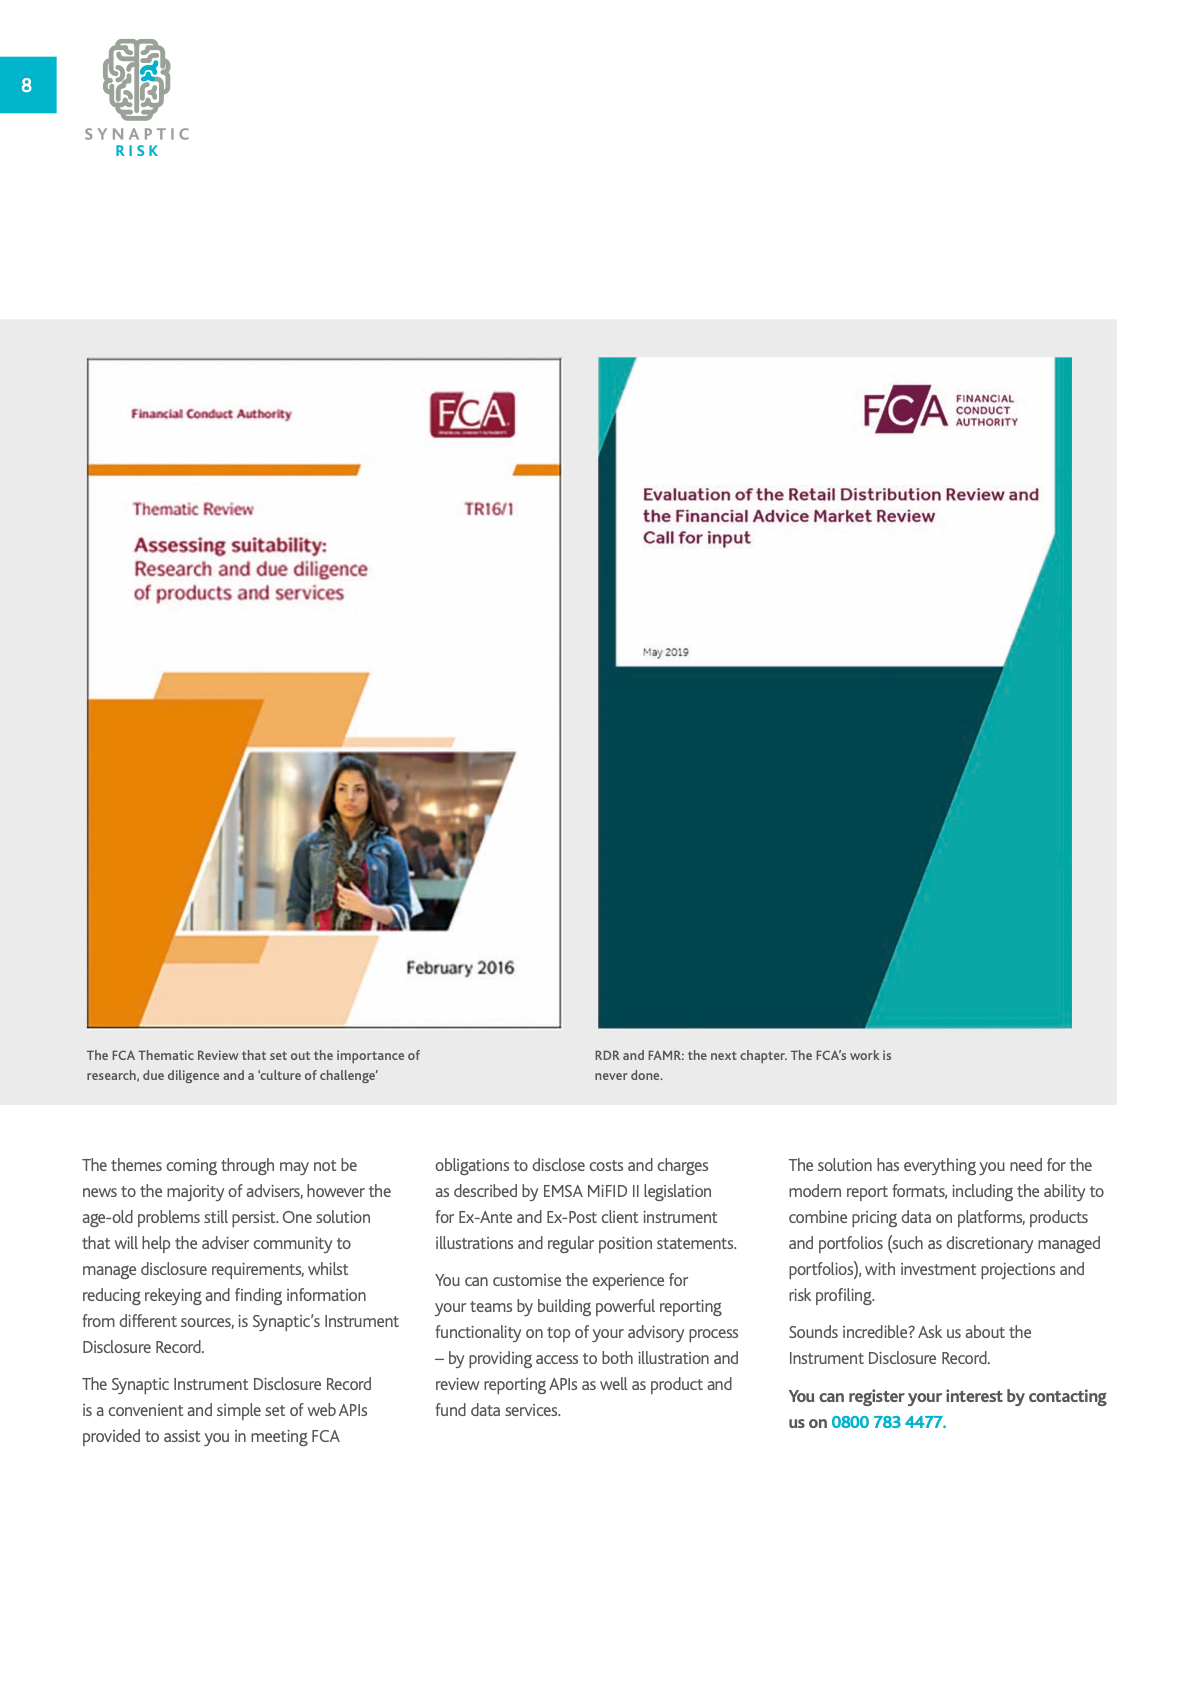 8
SYNAPTIC
RISK
Financial Conduct Authority
FCA
Thematic Review TR16/1
Assessing suitability:
Research and due diligence
of products and services
February 2016
FCA FINANCIAL
CONDUCT
AUTHORITY
Evaluation of the Retail Distribution Review and
the Financial Advice Market Review
Call for input
May 2019
The FCA Thematic Review that set out the importance of
research, due diligence and a ‘culture of challenge’
RDR and FAMR: the next chapter. The FCA’s work is
never done.
The themes coming through may not be
news to the majority of advisers, however the
age-old problems still persist. One solution
that will help the adviser community to
manage disclosure requirements, whilst
reducing rekeying and finding information
from different sources, is Synaptic’s Instrument
Disclosure Record.
The Synaptic Instrument Disclosure Record
is a convenient and simple set of web APIs
provided to assist you in meeting FCA
obligations to disclose costs and charges
as described by EMSA MiFID II legislation
for Ex-Ante and Ex-Post client instrument
illustrations and regular position statements.
You can customise the experience for
your teams by building powerful reporting
functionality on top of your advisory process
– by providing access to both illustration and
review reporting APIs as well as product and
fund data services.
The solution has everything you need for the
modern report formats, including the ability to
combine pricing data on platforms, products
and portfolios (such as discretionary managed
portfolios), with investment projections and
risk profiling.
Sounds incredible? Ask us about the
Instrument Disclosure Record.
You can register your interest by contacting
us on 0800 783 4477.